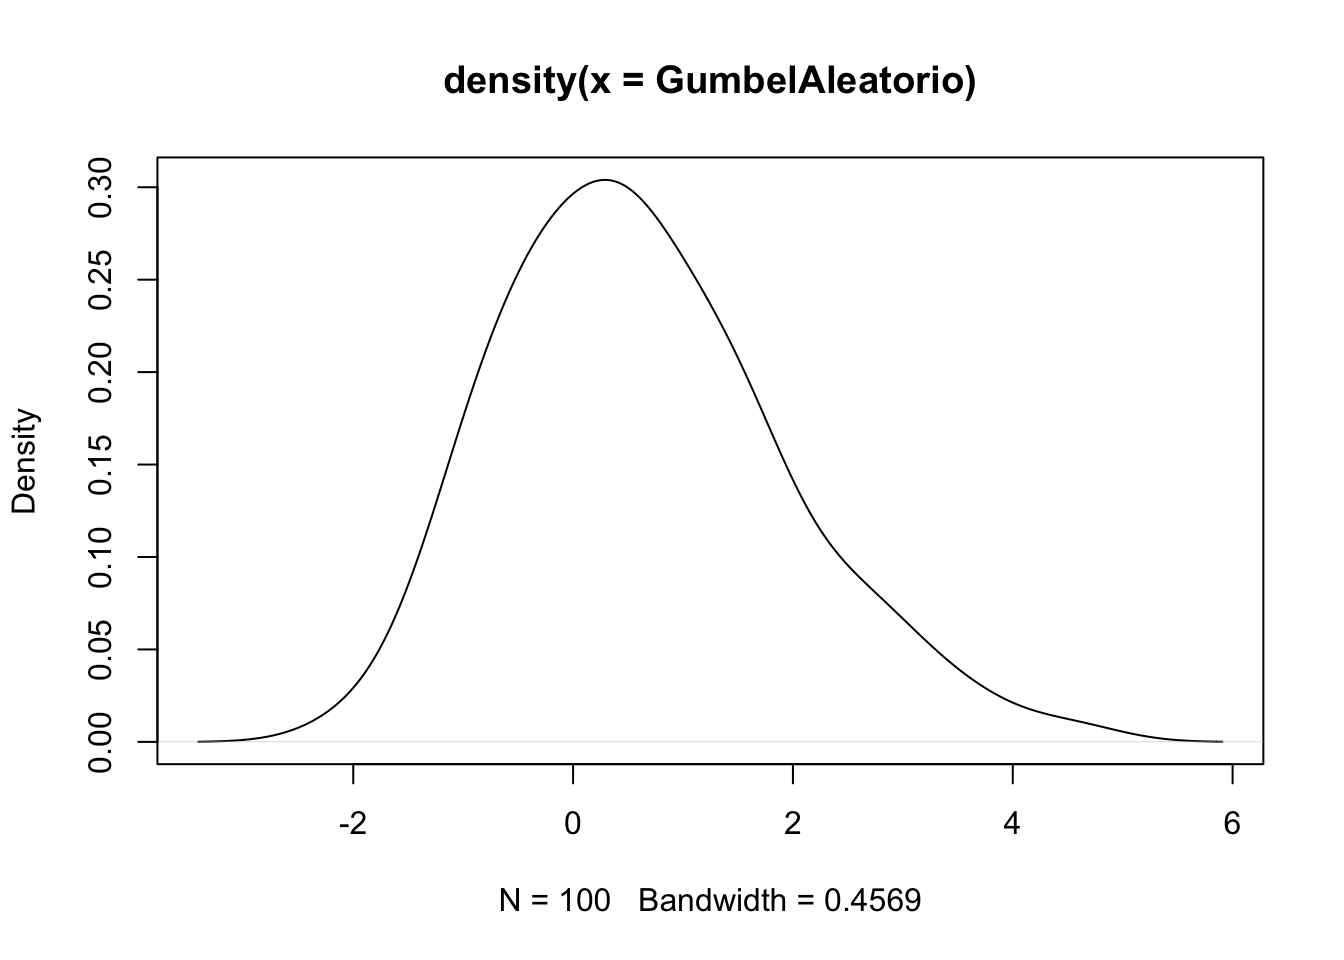 density(x = GumbelAleatorio)
Density
0.30
0.25
0.20
0.15
0.10
0.05
0.00
-2 0 2 4 6
N = 100 Bandwidth = 0.4569